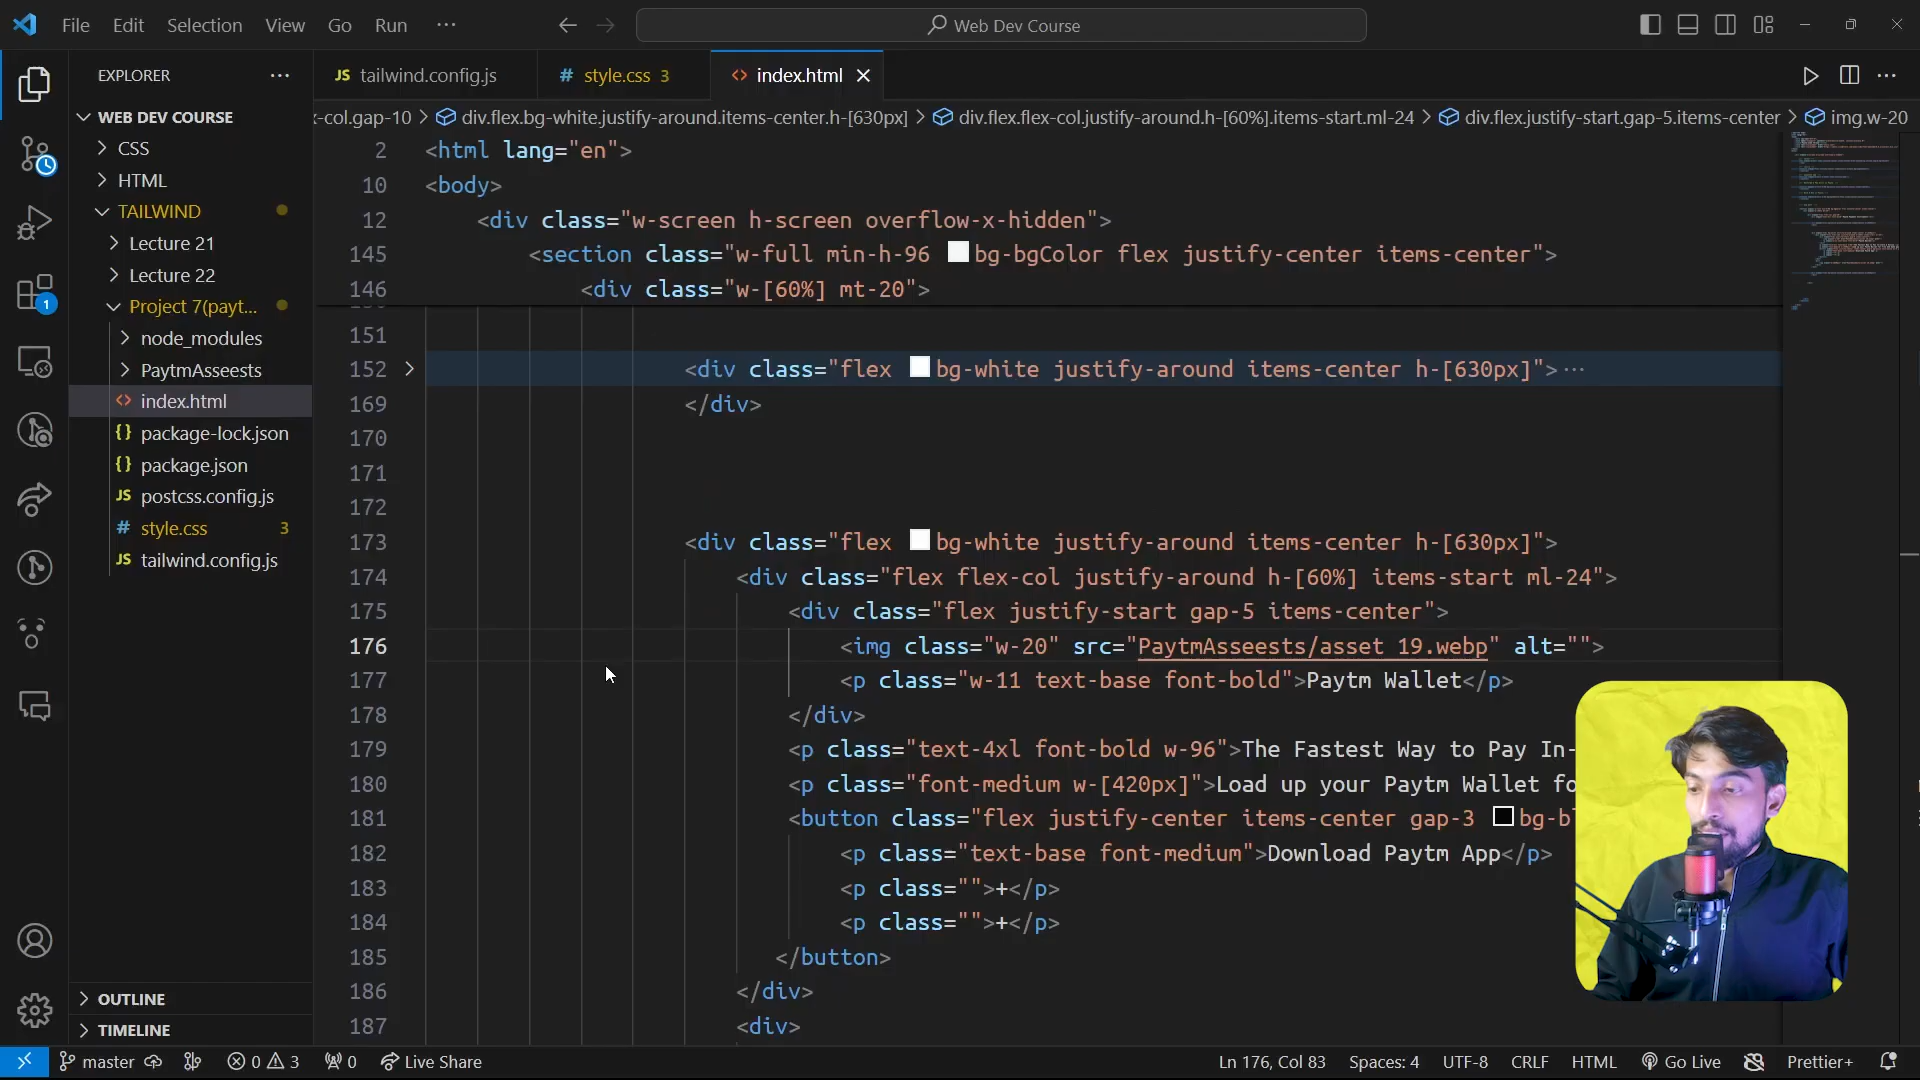 File Edit Selection View Go Run ···
Web Dev Course
EXPLORER ···
JS tailwind.config.js
# style.css 3
<> index.html
x-col.gap-10 > div.flex.bg-white.justify-around.items-center.h-[630px] > div.flex.flex-col.justify-around.h-[60%].items-start.ml-24 > div.flex.justify-start.gap-5.items-center > img.w-20
WEB DEV COURSE
CSS
HTML
TAILWIND
Lecture 21
Lecture 22
Project 7(payt...
node_modules
PaytmAsseests
<> index.html
{} package-lock.json
{} package.json
JS postcss.config.js
# style.css 3
JS tailwind.config.js
OUTLINE
TIMELINE
2 <html lang="en">
10 <body>
12 <div class="w-screen h-screen overflow-x-hidden">
145 <section class="w-full min-h-96 bg-bgColor flex justify-center items-center">
146 <div class="w-[60%] mt-20">
151
152 <div class="flex bg-white justify-around items-center h-[630px]">···
169 </div>
170
171
172
173 <div class="flex bg-white justify-around items-center h-[630px]">
174 <div class="flex flex-col justify-around h-[60%] items-start ml-24">
175 <div class="flex justify-start gap-5 items-center">
176 <img class="w-20" src="PaytmAsseests/asset 19.webp" alt="">
177 <p class="w-11 text-base font-bold">Paytm Wallet</p>
178 </div>
179 <p class="text-4xl font-bold w-96">The Fastest Way to Pay In-
180 <p class="font-medium w-[420px]">Load up your Paytm Wallet fo
181 <button class="flex justify-center items-center gap-3 bg-bl
182 <p class="text-base font-medium">Download Paytm App</p>
183 <p class="">+</p>
184 <p class="">+</p>
185 </button>
186 </div>
187 <div>
master 0 3 0 Live Share Ln 176, Col 83 Spaces: 4 UTF-8 CRLF HTML Go Live Prettier+
1